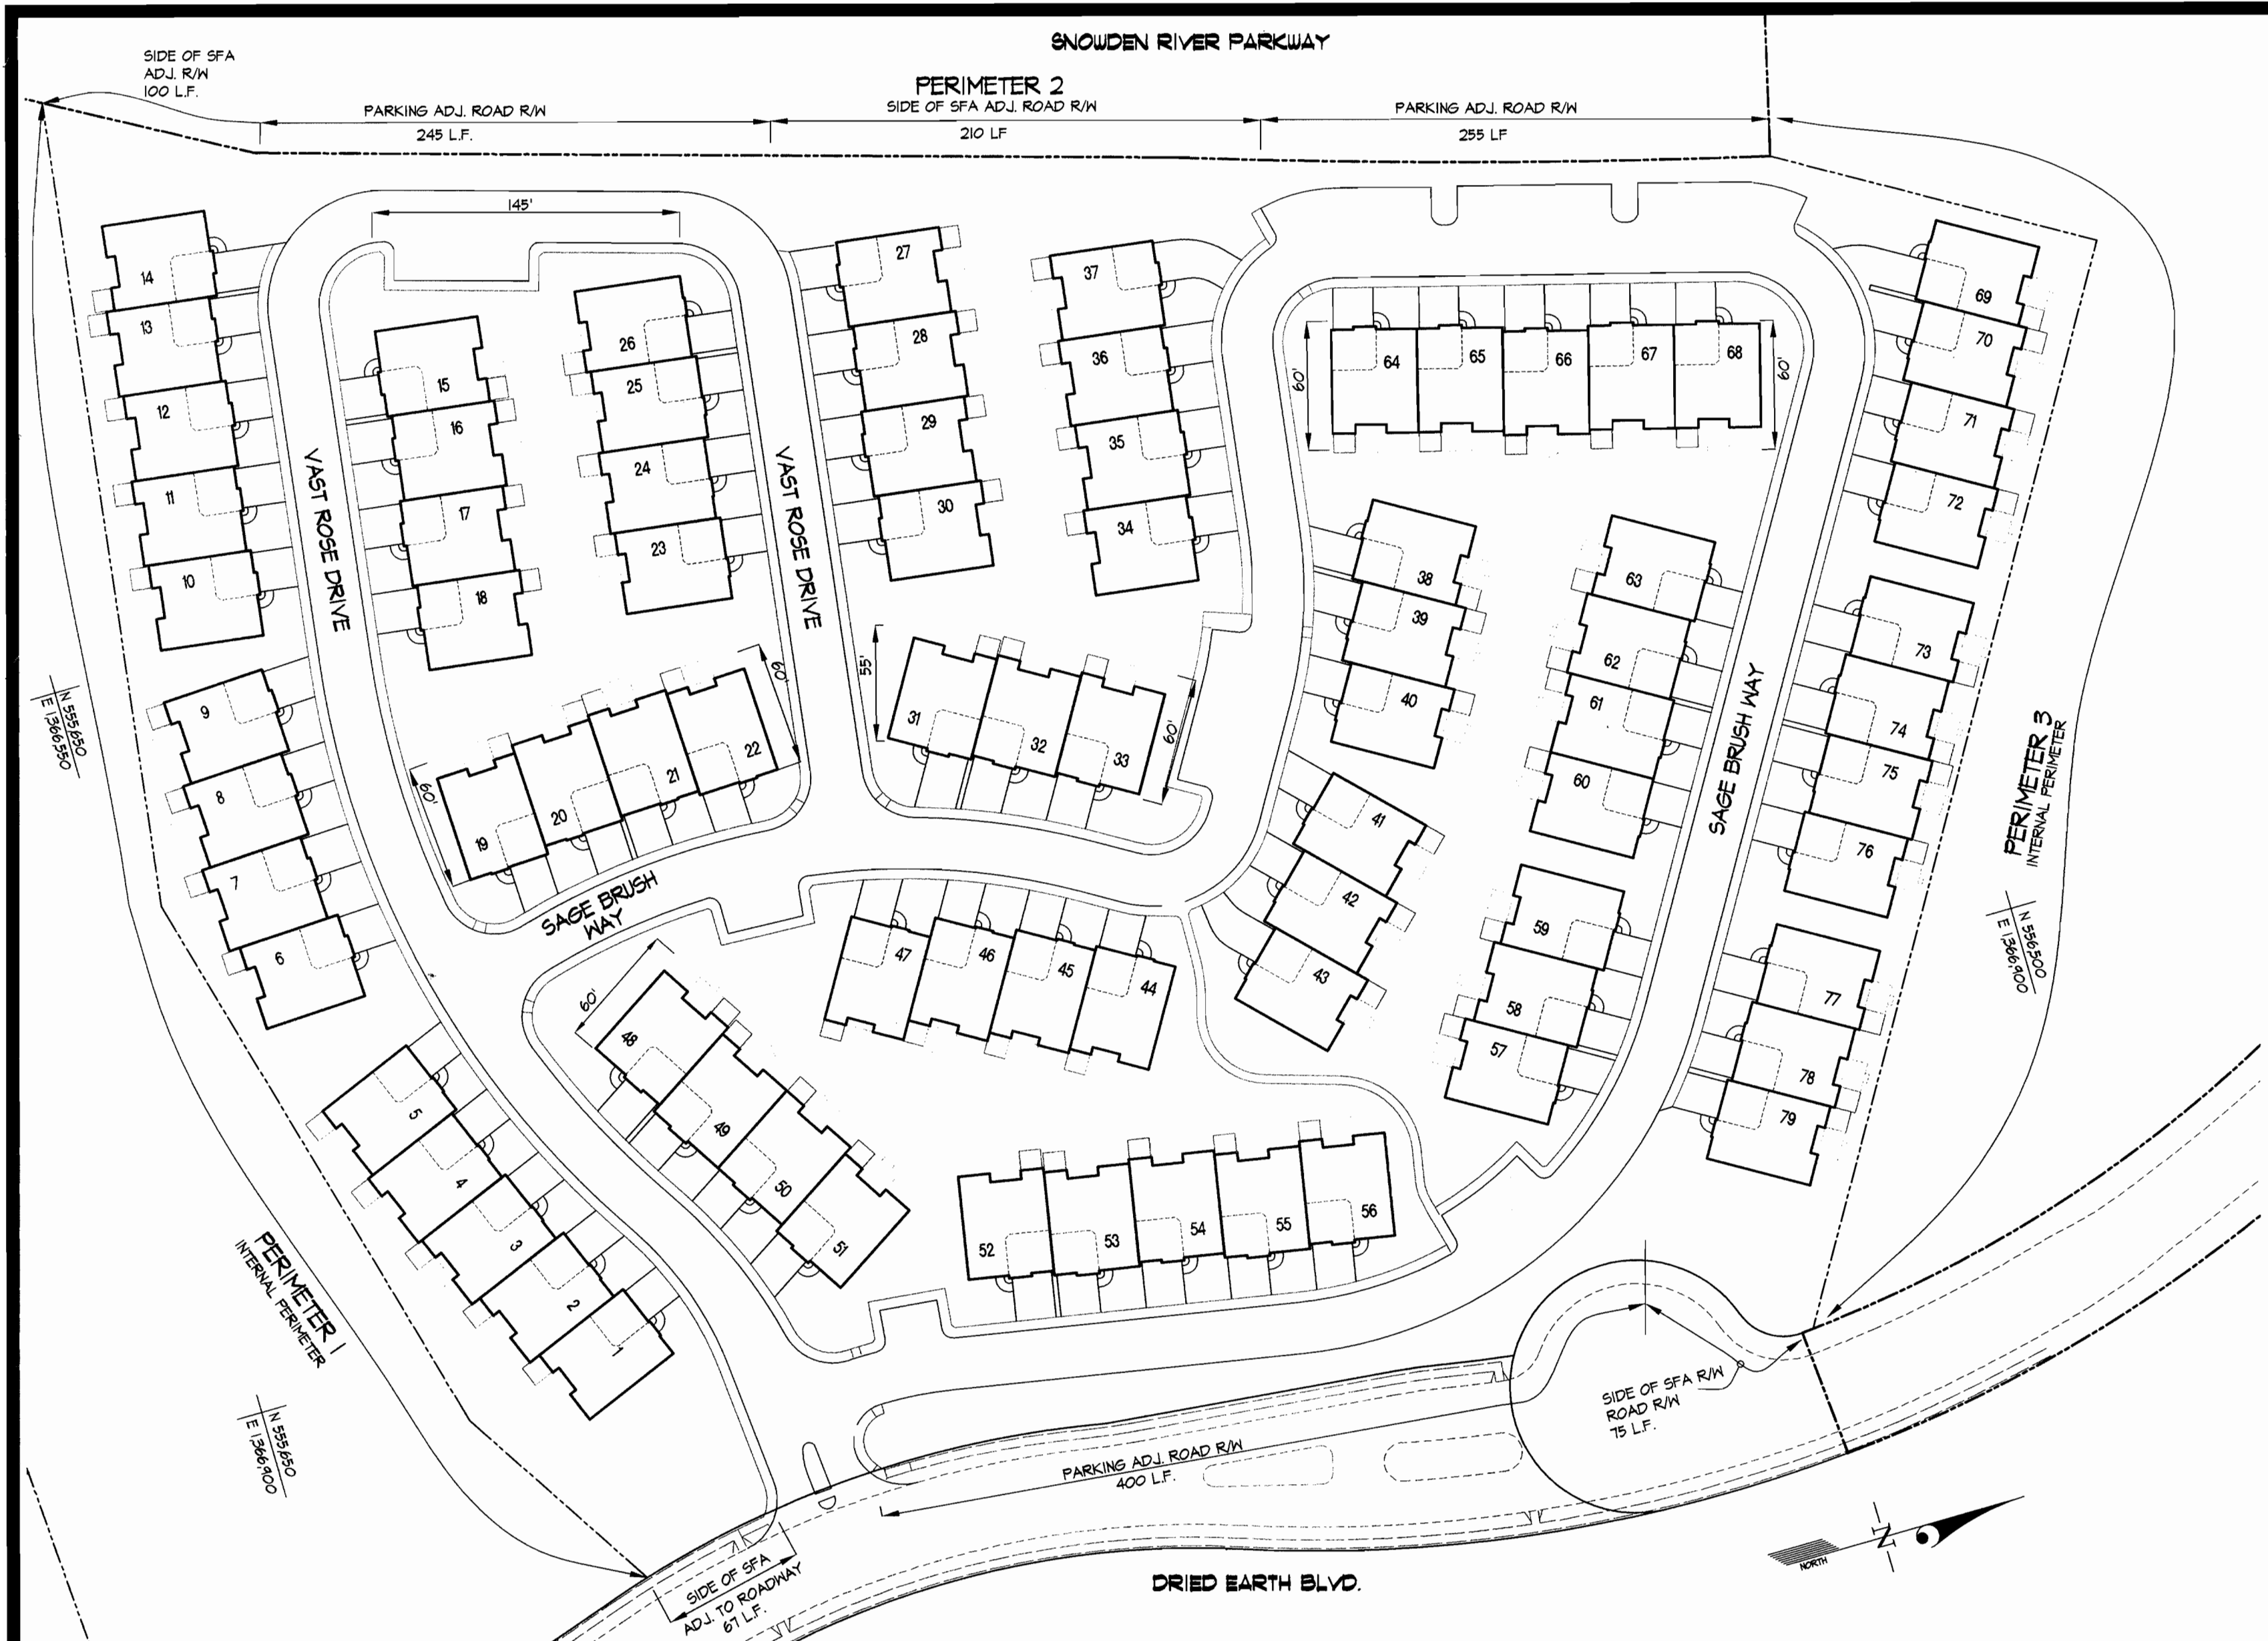 SNOWDEN RIVER PARKWAY
SIDE OF SFA
ADJ. R/W
100 L.F.
PERIMETER 2
PARKING ADJ. ROAD R/W
245 L.F.
SIDE OF SFA ADJ. ROAD R/W
210 LF
PARKING ADJ. ROAD R/W
255 LF
145'
14
13
12
11
10
9
8
7
6
5
4
3
2
1
VAST ROSE DRIVE
15
16
17
18
26
25
24
23
VAST ROSE DRIVE
19
20
21
22
60'
60'
27
28
29
30
37
36
35
34
31
32
33
55'
60'
64
65
66
67
68
60'
60'
38
39
40
41
42
43
63
62
61
60
59
58
57
SAGE BRUSH WAY
69
70
71
72
73
74
75
76
77
78
79
PERIMETER 3
INTERNAL PERIMETER
N 556,500
E 1366,900
N 555,650
E 1366,550
SAGE BRUSH
WAY
47
46
45
44
48
49
50
51
60'
52
53
54
55
56
PERIMETER 1
INTERNAL PERIMETER
N 555,650
E 1366,900
SIDE OF SFA R/W
ROAD R/W
75 L.F.
PARKING ADJ. ROAD R/W
400 L.F.
SIDE OF SFA
ADJ. TO ROADWAY
67 L.F.
DRIED EARTH BLVD.
NORTH
N